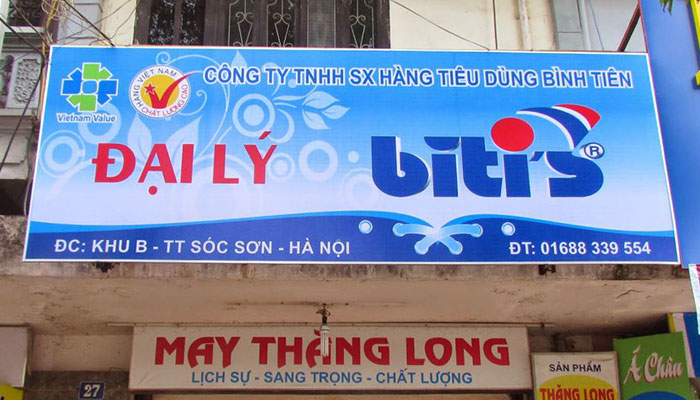 CÔNG TY TNHH SX HÀNG TIÊU DÙNG BÌNH TIÊN
Vietnam Value
HÀNG VIỆT NAM
CHẤT LƯỢNG CAO
ĐẠI LÝ
biti's®
ĐC: KHU B - TT SÓC SƠN - HÀ NỘI
ĐT: 01688 339 554
MAY THĂNG LONG
LỊCH SỰ - SANG TRỌNG - CHẤT LƯỢNG
27
SẢN PHẨM
THĂNG LONG
Á Châu